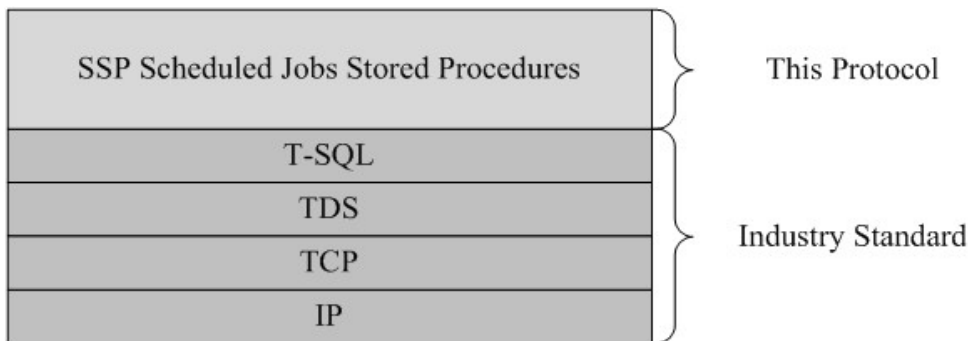 SSP Scheduled Jobs Stored Procedures
This Protocol
T-SQL
TDS
TCP
IP
Industry Standard